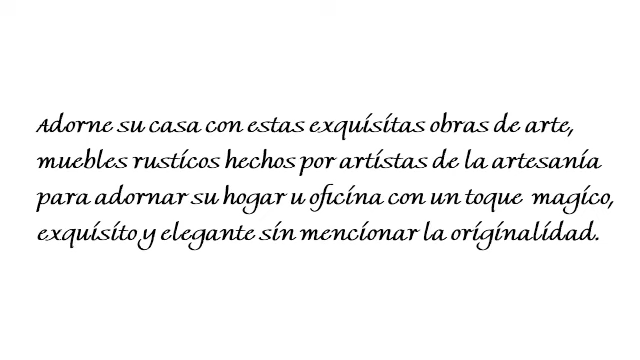 Adorne su casa con estas exquisitas obras de arte,
muebles rusticos hechos por artistas de la artesanía
para adornar su hogar u oficina con un toque magico,
exquisito y elegante sin mencionar la originalidad.